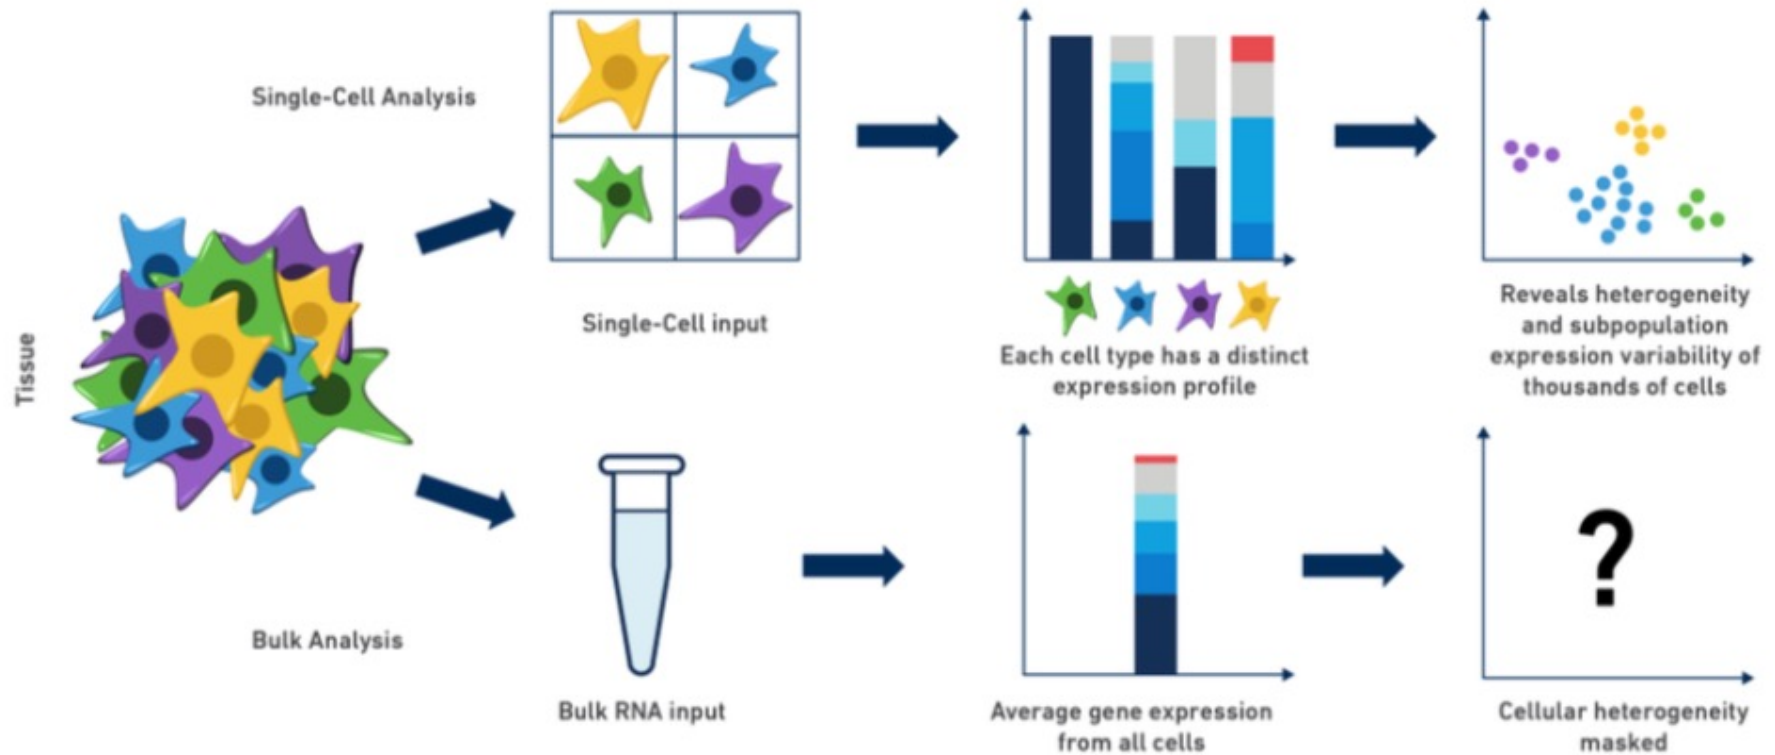 Single-Cell Analysis
Single-Cell input
Each cell type has a distinct
expression profile
Reveals heterogeneity
and subpopulation
expression variability of
thousands of cells
Tissue
Bulk Analysis
Bulk RNA input
Average gene expression
from all cells
?
Cellular heterogeneity
masked